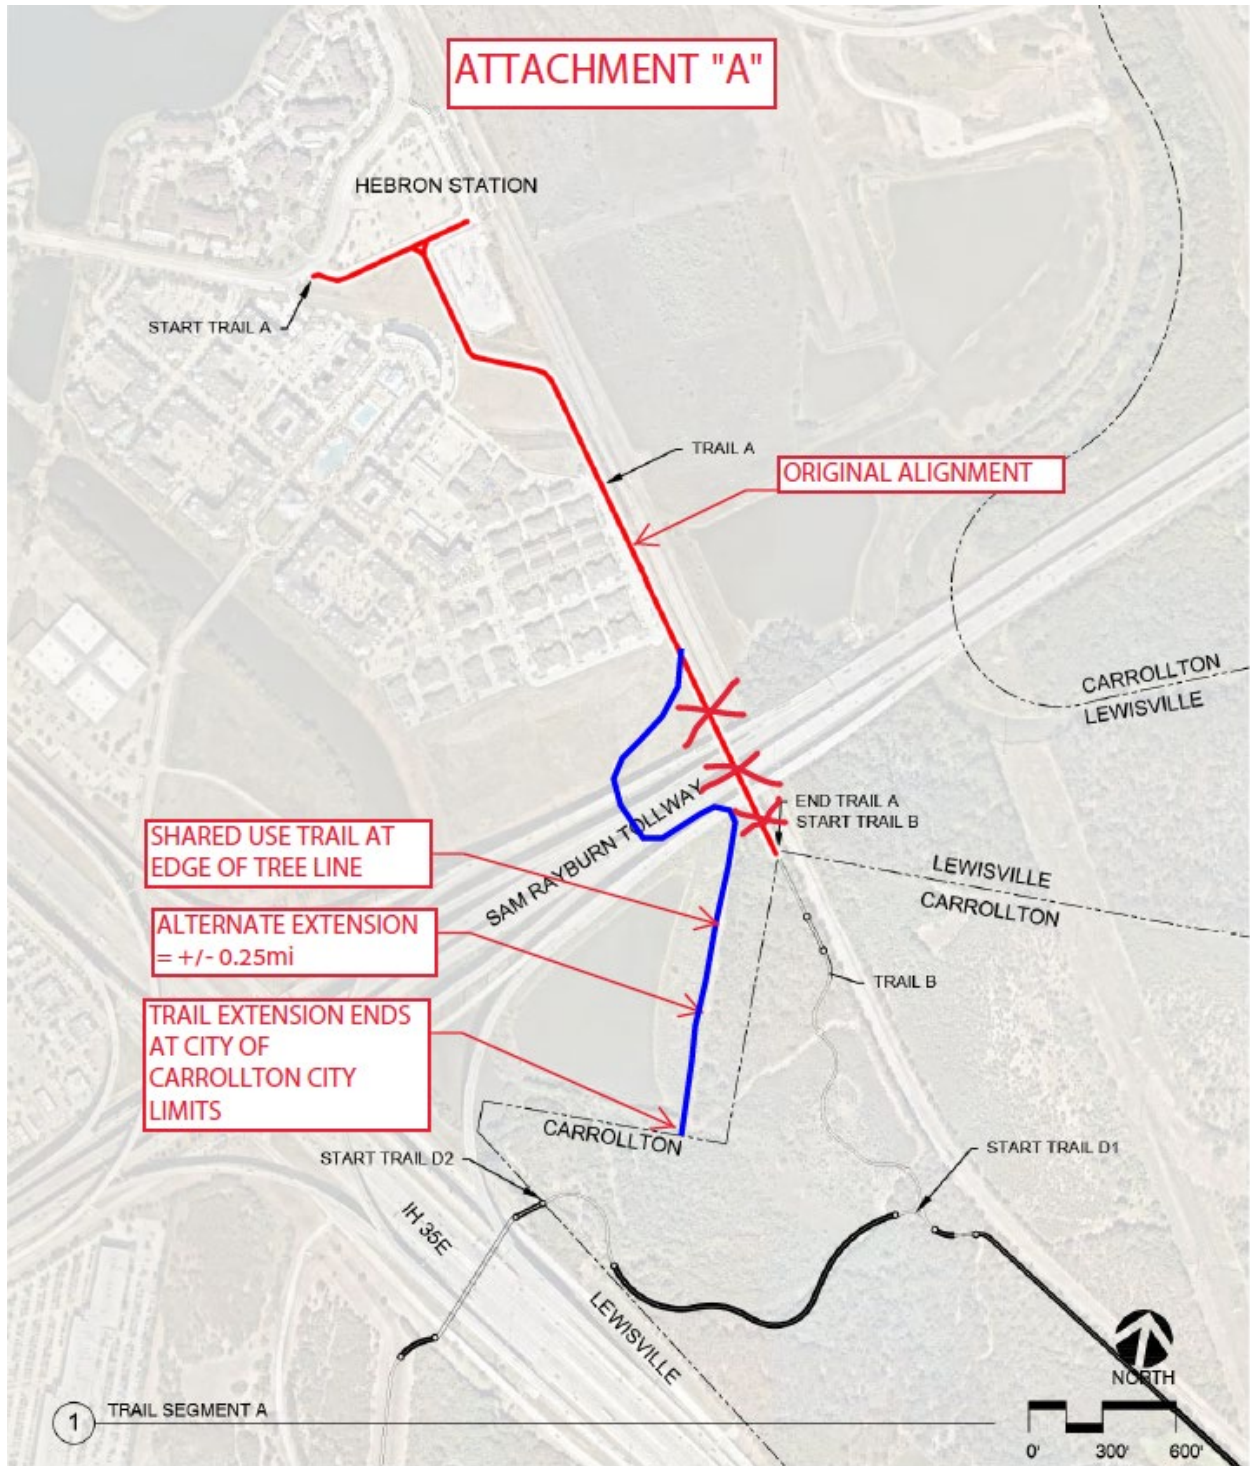 ATTACHMENT "A"
HEBRON STATION
START TRAIL A
TRAIL A
ORIGINAL ALIGNMENT
CARROLLTON
LEWISVILLE
SAM RAYBURN TOLLWAY
END TRAIL A
START TRAIL B
SHARED USE TRAIL AT
EDGE OF TREE LINE
LEWISVILLE
CARROLLTON
ALTERNATE EXTENSION
= +/- 0.25mi
TRAIL B
TRAIL EXTENSION ENDS
AT CITY OF
CARROLLTON CITY
LIMITS
CARROLLTON
START TRAIL D2
START TRAIL D1
IH 35E
LEWISVILLE
NORTH
1
TRAIL SEGMENT A
0' 300' 600'